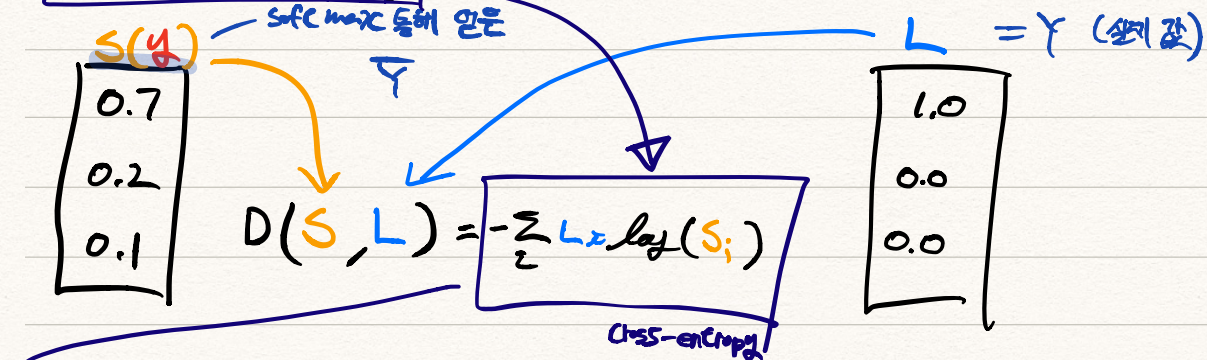 S(y) softmax 통해 얻은
Ȳ
L = Y (실제 값)
0.7
0.2
0.1
D(S, L) = -Σ Li log(Si)
i
1.0
0.0
0.0
Cross-entropy